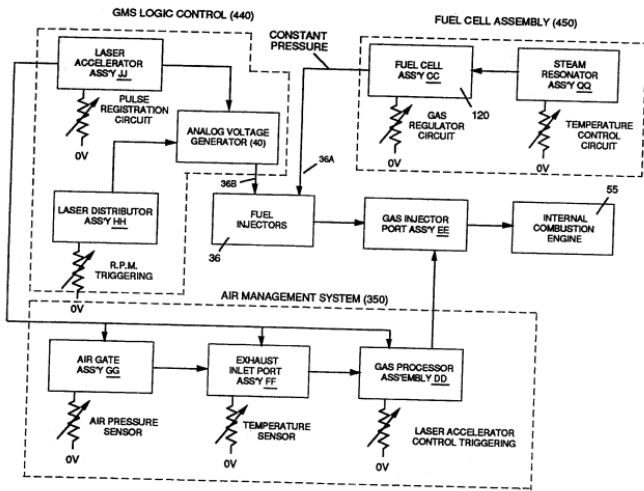 GMS LOGIC CONTROL (440)
FUEL CELL ASSEMBLY (450)
CONSTANT
PRESSURE
LASER
ACCELERATOR
ASS'Y JJ
FUEL CELL
ASS'Y CC
STEAM
RESONATOR
ASS'Y QQ
PULSE
REGISTRATION
CIRCUIT
0V
ANALOG VOLTAGE
GENERATOR (40)
GAS
REGULATOR
CIRCUIT
120
0V
TEMPERATURE
CONTROL
CIRCUIT
0V
36B
36A
LASER DISTRIBUTOR
ASS'Y HH
FUEL
INJECTORS
36
GAS INJECTOR
PORT ASS'Y EE
55
INTERNAL
COMBUSTION
ENGINE
R.P.M.
TRIGGERING
0V
AIR MANAGEMENT SYSTEM (350)
AIR GATE
ASS'Y GG
EXHAUST
INLET PORT
ASS'Y FF
GAS PROCESSOR
ASS'EMBLY DD
AIR PRESSURE
SENSOR
0V
TEMPERATURE
SENSOR
0V
LASER ACCELERATOR
CONTROL TRIGGERING
0V